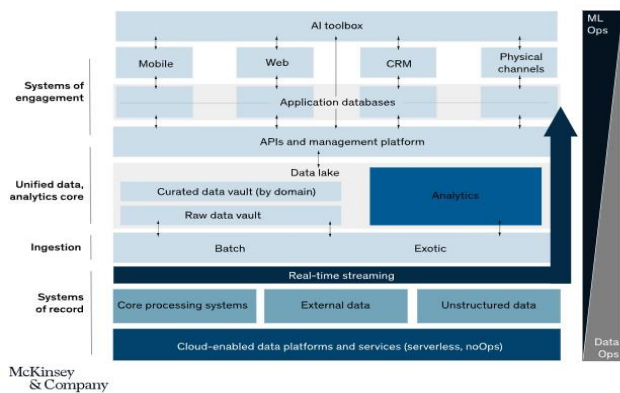 AI toolbox
ML
Ops
Mobile
Web
CRM
Physical
channels
Systems of
engagement
Application databases
APIs and management platform
Data lake
Unified data,
analytics core
Curated data vault (by domain)
Analytics
Raw data vault
Ingestion
Batch
Exotic
Real-time streaming
Systems
of record
Core processing systems
External data
Unstructured data
Cloud-enabled data platforms and services (serverless, noOps)
Data
Ops
McKinsey
& Company